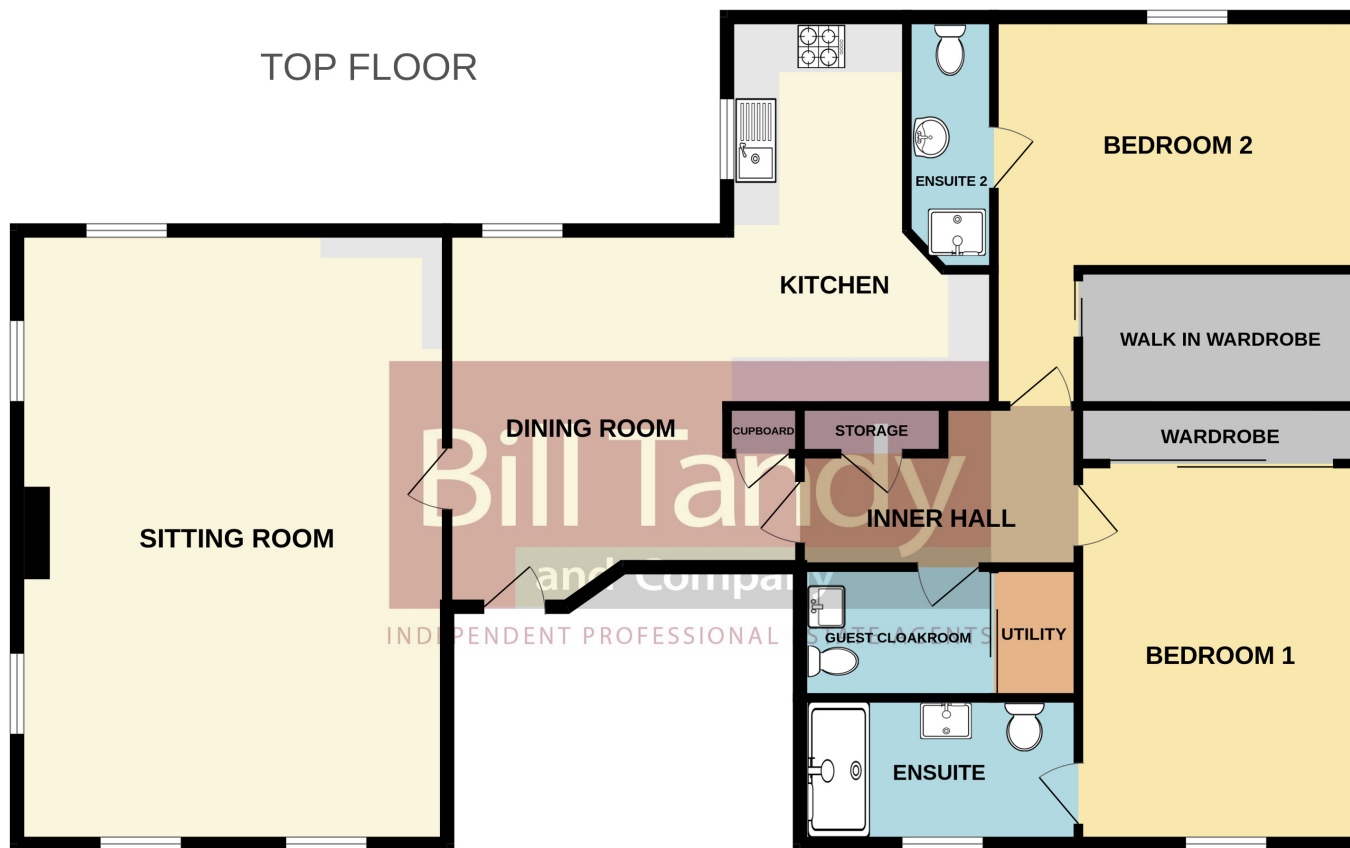 TOP FLOOR
BEDROOM 2
ENSUITE 2
KITCHEN
WALK IN WARDROBE
DINING ROOM
CUPBOARD
STORAGE
WARDROBE
Bill Tandy
SITTING ROOM
INNER HALL
and Company
INDEPENDENT PROFESSIONAL ESTATE AGENTS
GUEST CLOAKROOM
UTILITY
BEDROOM 1
ENSUITE